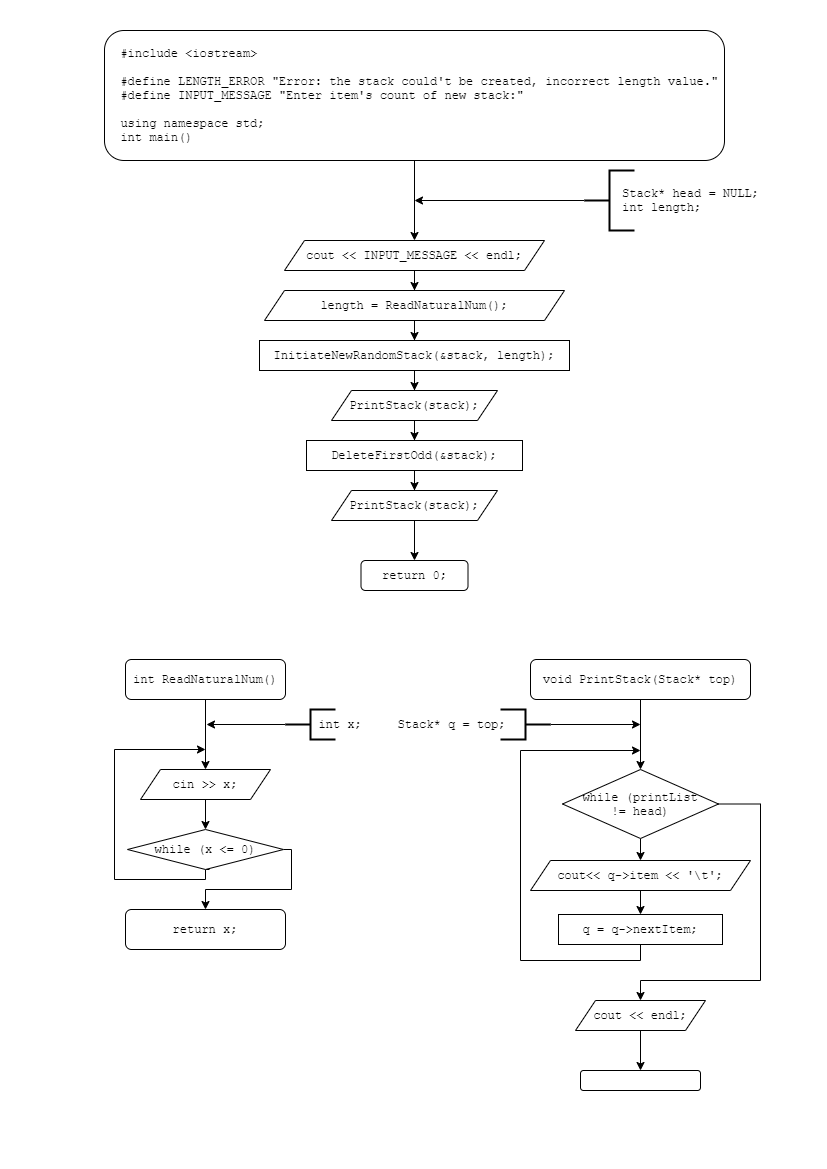 #include <iostream>
#define LENGTH_ERROR "Error: the stack could't be created, incorrect length value."
#define INPUT_MESSAGE "Enter item's count of new stack:"
using namespace std;
int main()
Stack* head = NULL;
int length;
cout << INPUT_MESSAGE << endl;
length = ReadNaturalNum();
InitiateNewRandomStack(&stack, length);
PrintStack(stack);
DeleteFirstOdd(&stack);
PrintStack(stack);
return 0;
int ReadNaturalNum()
int x;
cin >> x;
while (x <= 0)
return x;
void PrintStack(Stack* top)
Stack* q = top;
while (printList
!= head)
cout<< q->item << '\t';
q = q->nextItem;
cout << endl;